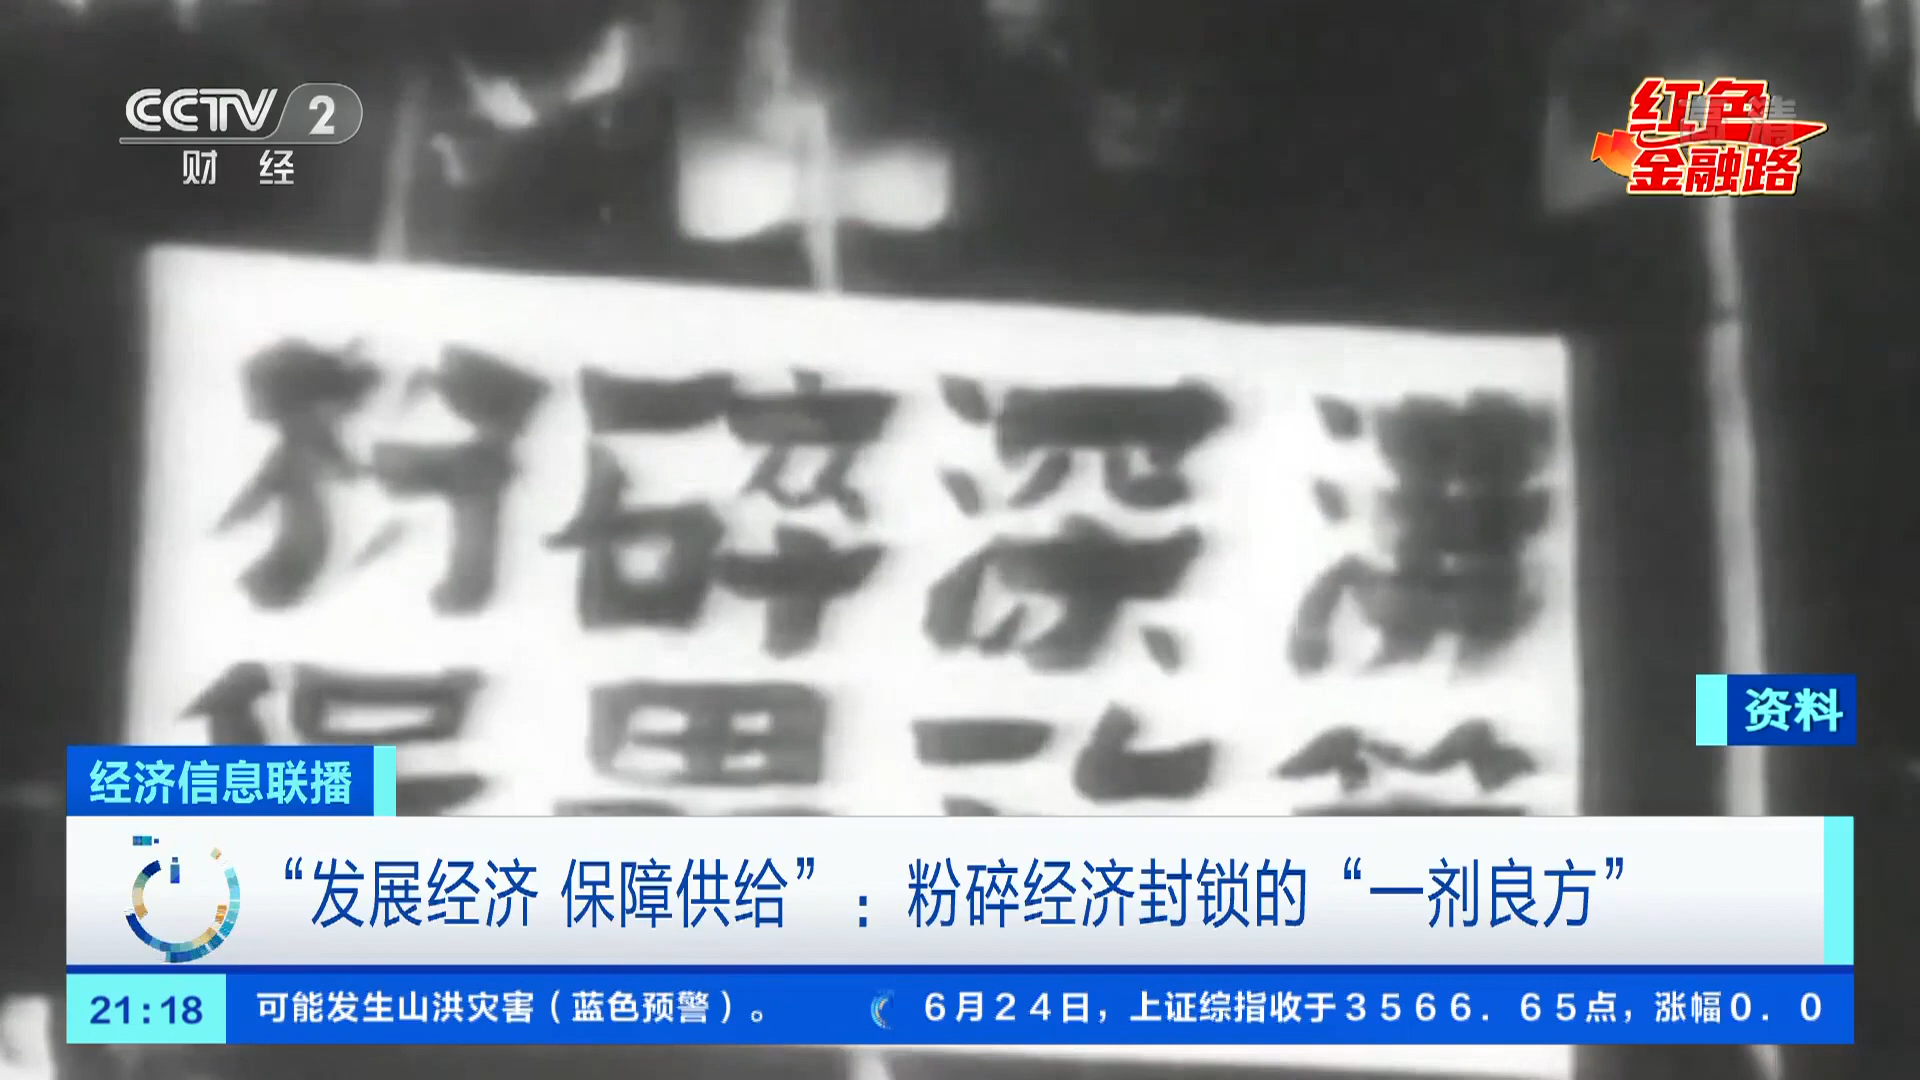 CCTV 2
财 经
红色
高清
金融路
粉碎深
资料
经济信息联播
“发展经济 保障供给”：粉碎经济封锁的“一剂良方”
21:18
可能发生山洪灾害（蓝色预警）。 6月24日，上证综指收于3566.65点，涨幅0.0